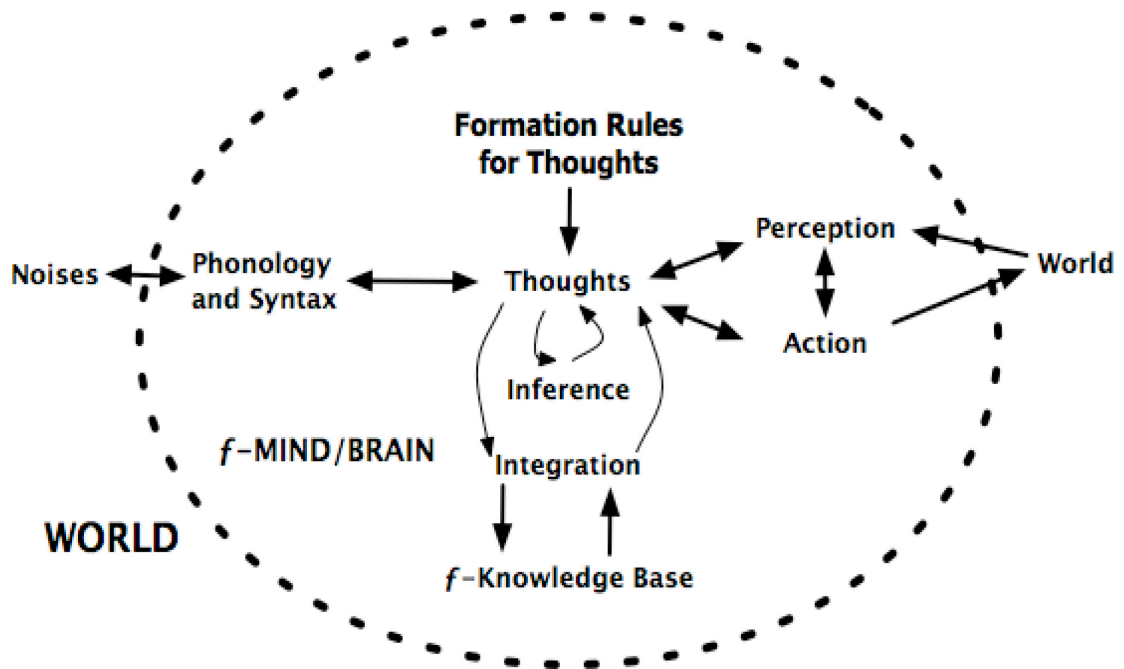 Formation Rules
for Thoughts
Perception
Noises
Phonology
and Syntax
Thoughts
World
Action
Inference
ƒ-MIND/BRAIN
Integration
WORLD
ƒ-Knowledge Base